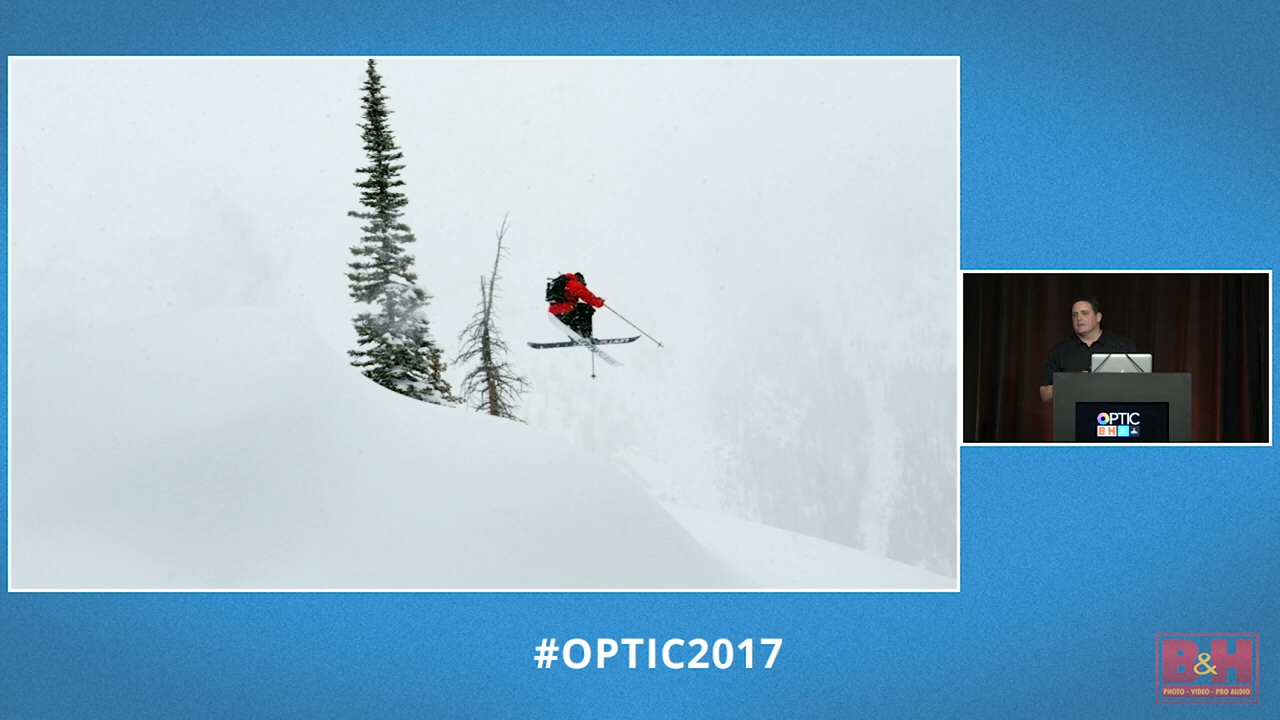 OPTIC
B H
#OPTIC2017
B&H
PHOTO - VIDEO - PRO AUDIO